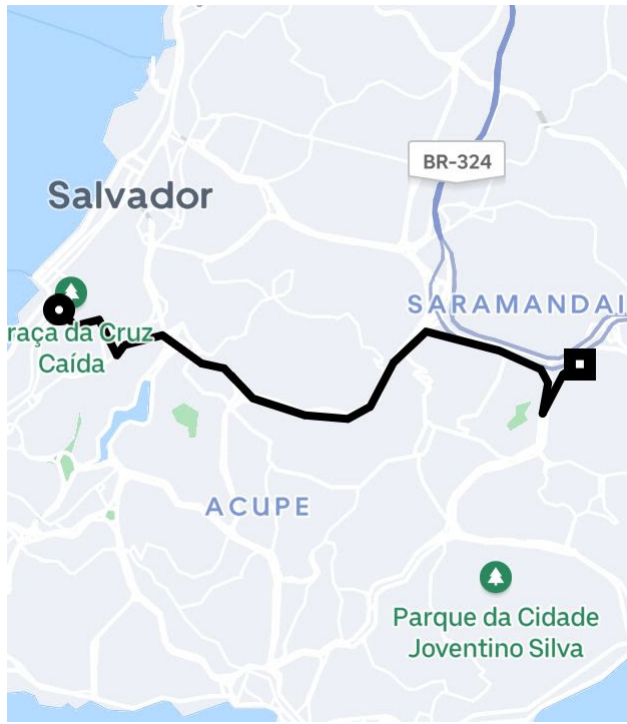 BR-324
Salvador
SARAMANDAI
raça da Cruz
Caída
ACUPE
Parque da Cidade
Joventino Silva